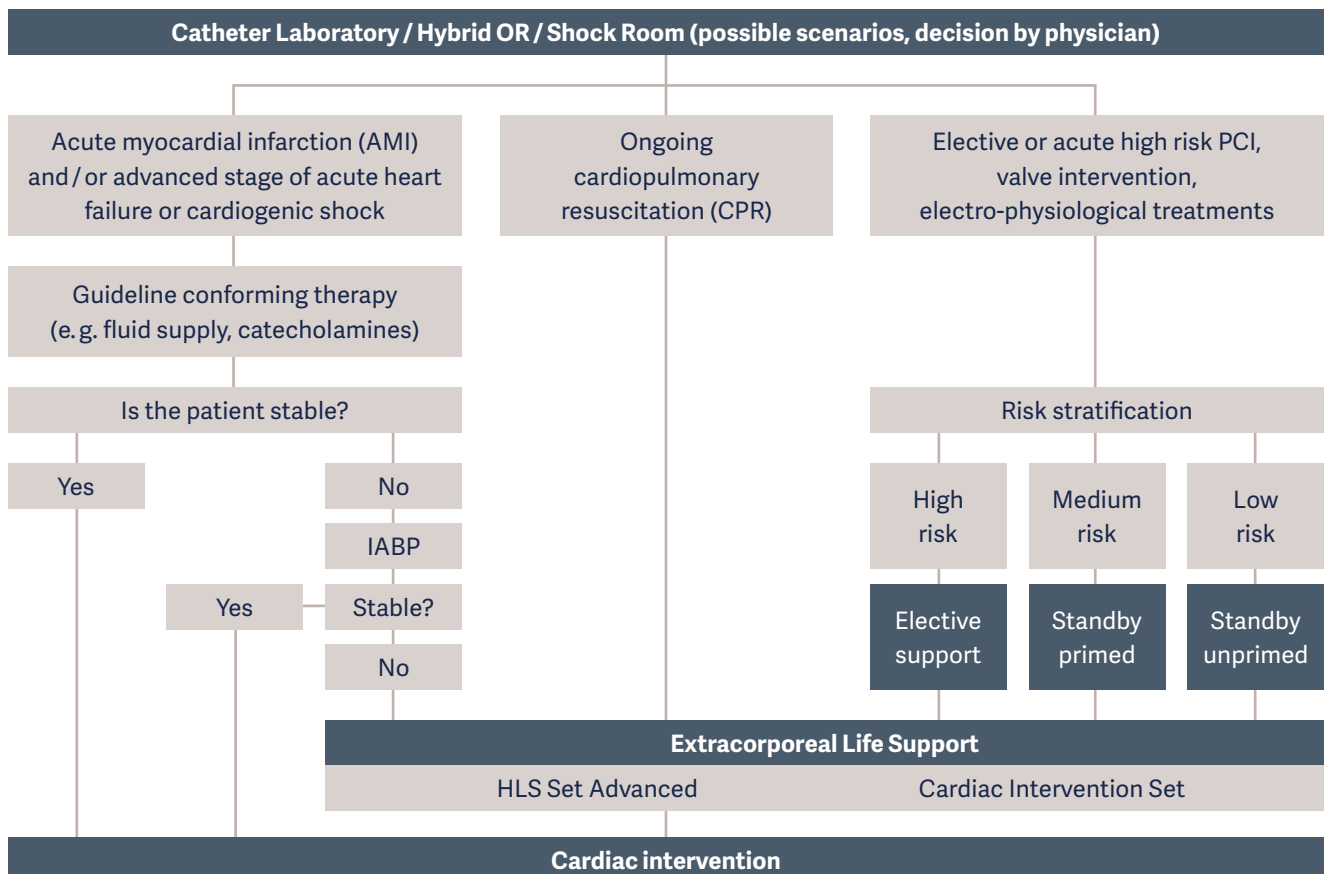 Catheter Laboratory / Hybrid OR / Shock Room (possible scenarios, decision by physician)
Acute myocardial infarction (AMI)
and / or advanced stage of acute heart
failure or cardiogenic shock
Ongoing
cardiopulmonary
resuscitation (CPR)
Elective or acute high risk PCI,
valve intervention,
electro-physiological treatments
Guideline conforming therapy
(e. g. fluid supply, catecholamines)
Is the patient stable?
Risk stratification
Yes
No
IABP
Yes
Stable?
No
High
risk
Medium
risk
Low
risk
Elective
support
Standby
primed
Standby
unprimed
Extracorporeal Life Support
HLS Set Advanced
Cardiac Intervention Set
Cardiac intervention